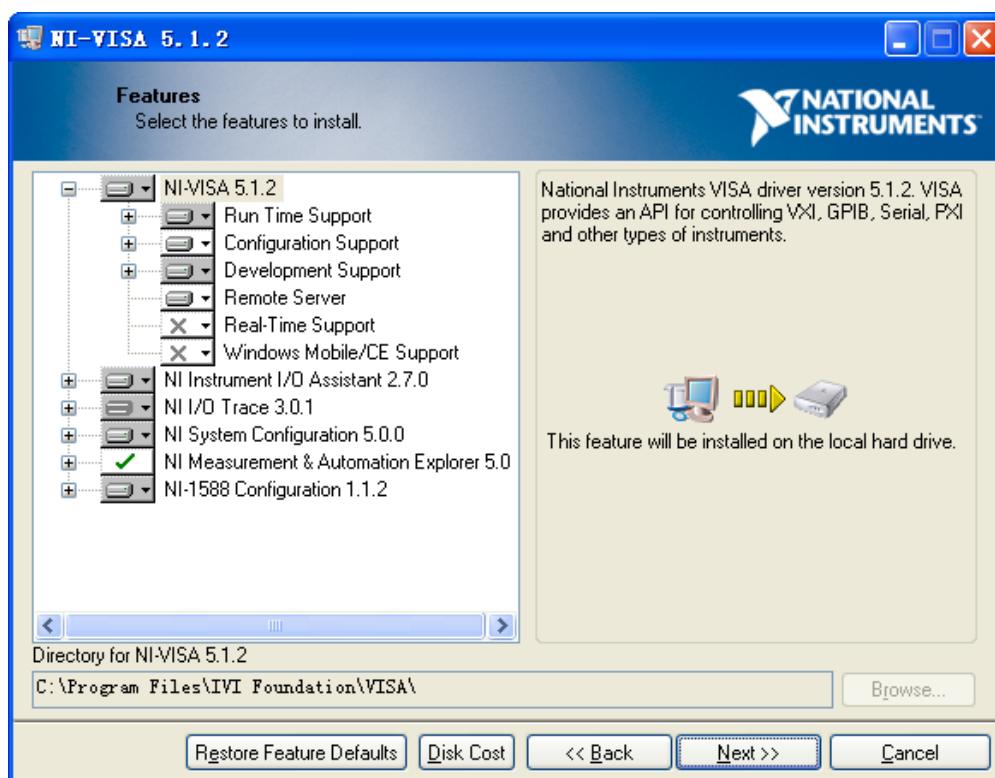 NI-VISA 5.1.2
Features
Select the features to install.
NATIONAL
INSTRUMENTS
NI-VISA 5.1.2
Run Time Support
Configuration Support
Development Support
Remote Server
Real-Time Support
Windows Mobile/CE Support
NI Instrument I/O Assistant 2.7.0
NI I/O Trace 3.0.1
NI System Configuration 5.0.0
NI Measurement & Automation Explorer 5.0
NI-1588 Configuration 1.1.2
National Instruments VISA driver version 5.1.2. VISA
provides an API for controlling VXI, GPIB, Serial, PXI
and other types of instruments.
This feature will be installed on the local hard drive.
Directory for NI-VISA 5.1.2
C:\Program Files\IVI Foundation\VISA\
Browse...
Restore Feature Defaults
Disk Cost
<< Back
Next >>
Cancel